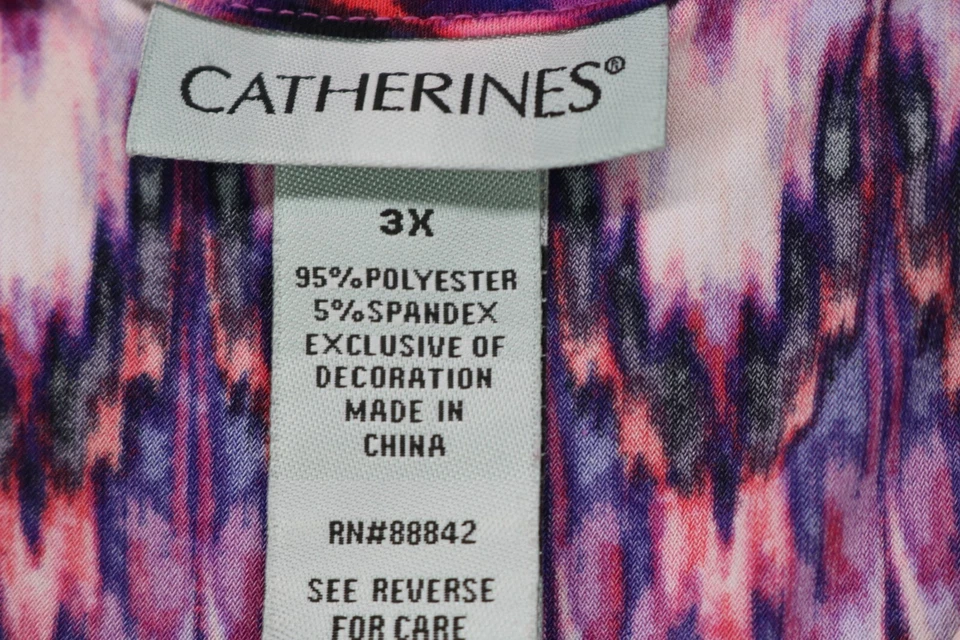 CATHERINES®
3X
95%POLYESTER
5%SPANDEX
EXCLUSIVE OF
DECORATION
MADE IN
CHINA
RN#88842
SEE REVERSE
FOR CARE